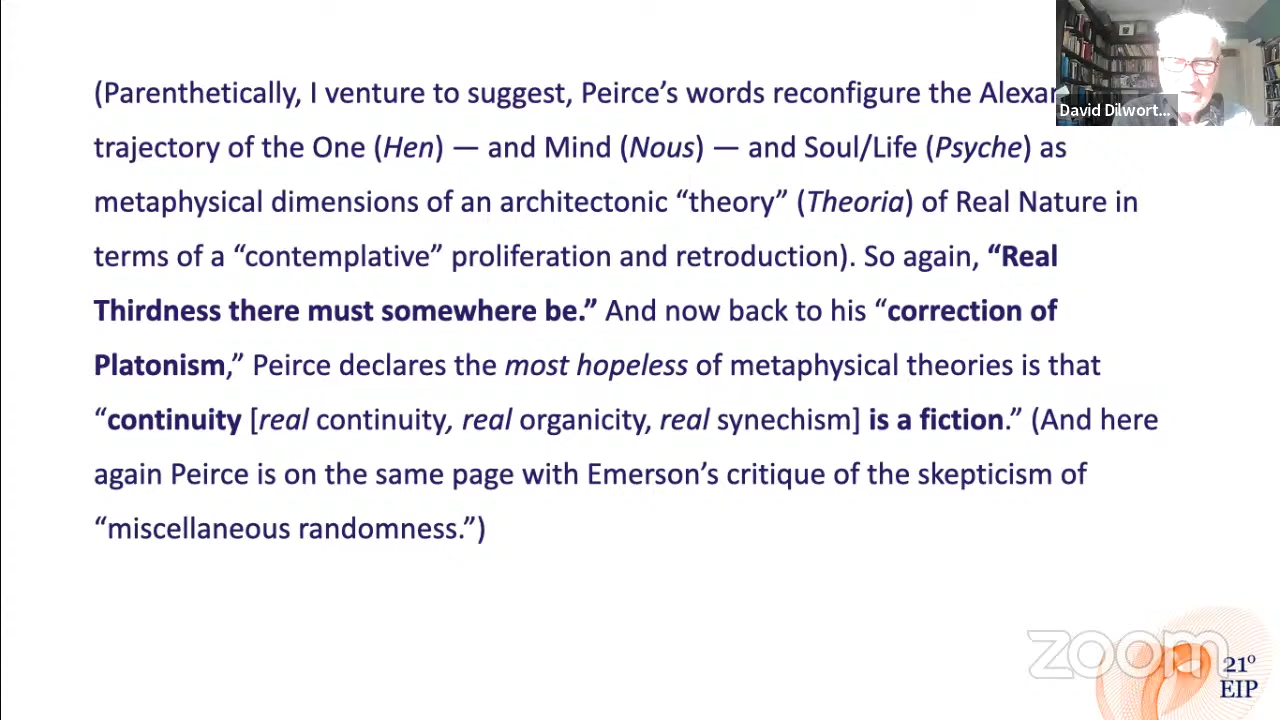 (Parenthetically, I venture to suggest, Peirce’s words reconfigure the
trajectory of the One (Hen) — and Mind (Nous) — and Soul/Life (Psyche) as
metaphysical dimensions of an architectonic “theory” (Theoria) of Real Nature in
terms of a “contemplative” proliferation and retroduction). So again, “Real
Thirdness there must somewhere be.” And now back to his “correction of
Platonism,” Peirce declares the most hopeless of metaphysical theories is that
“continuity [real continuity, real organicity, real synechism] is a fiction.” (And here
again Peirce is on the same page with Emerson’s critique of the skepticism of
“miscellaneous randomness.”)
David Dilwort...
zoom
21º
EIP